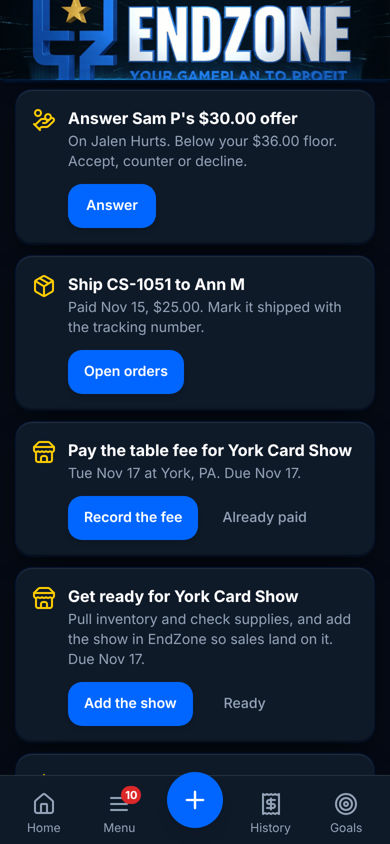 ENDZONE
YOUR GAMEPLAN TO PROFIT
Answer Sam P's $30.00 offer
On Jalen Hurts. Below your $36.00 floor.
Accept, counter or decline.
Answer
Ship CS-1051 to Ann M
Paid Nov 15, $25.00. Mark it shipped with
the tracking number.
Open orders
Pay the table fee for York Card Show
Tue Nov 17 at York, PA. Due Nov 17.
Record the fee
Already paid
Get ready for York Card Show
Pull inventory and check supplies, and add
the show in EndZone so sales land on it.
Due Nov 17.
Add the show
Ready
10
Home
Menu
History
Goals